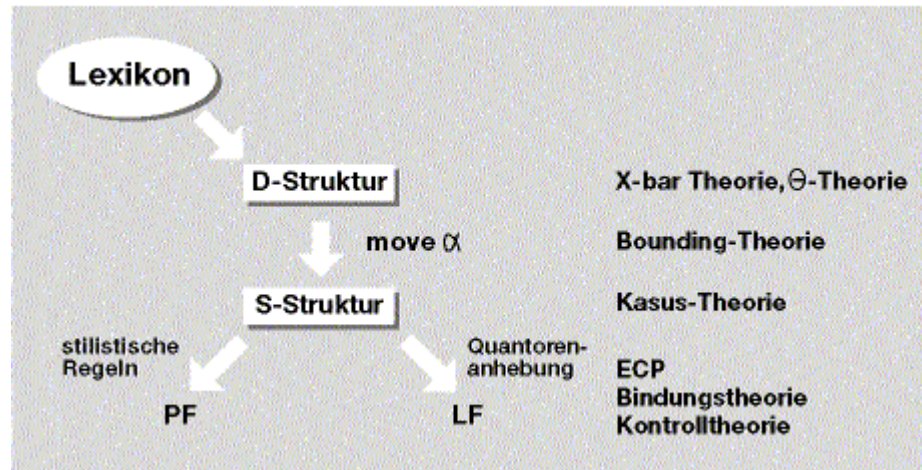 Lexikon
D-Struktur
X-bar Theorie, Θ-Theorie
move α
Bounding-Theorie
S-Struktur
Kasus-Theorie
stilistische
Regeln
Quantoren-
anhebung
PF
LF
ECP
Bindungstheorie
Kontrolltheorie